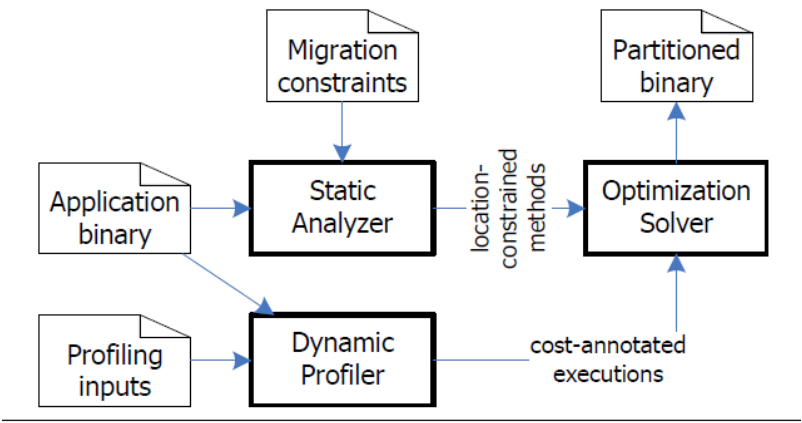 Migration
constraints
Partitioned
binary
Application
binary
Static
Analyzer
location-
constrained
methods
Optimization
Solver
Profiling
inputs
Dynamic
Profiler
cost-annotated
executions